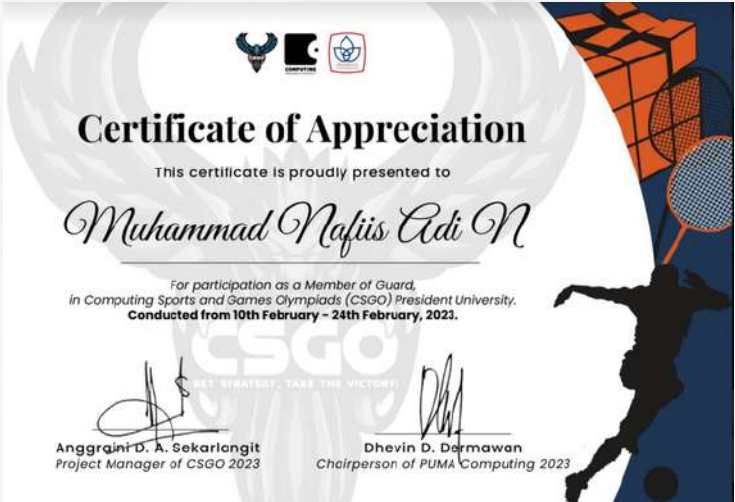 COMPUTING
Certificate of Appreciation
This certificate is proudly presented to
Muhammad Nafiis Adi N
For participation as a Member of Guard,
in Computing Sports and Games Olympiads (CSGO) President University.
Conducted from 10th February - 24th February, 2023.
CSGO
SET STRATEGY, TAKE THE VICTORY!
Anggraini D. A. Sekarlangit
Project Manager of CSGO 2023
Dhevin D. Dermawan
Chairperson of PUMA Computing 2023